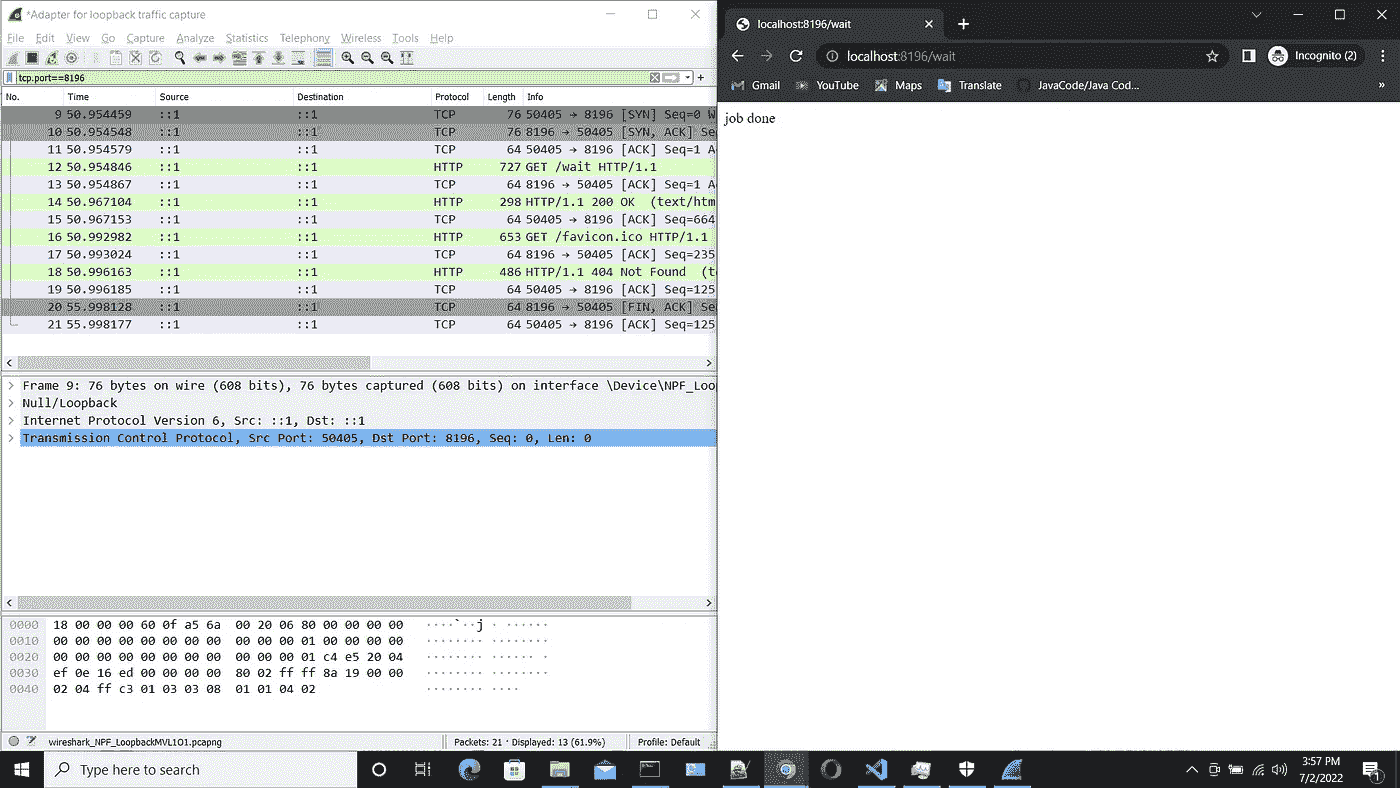 *Adapter for loopback traffic capture
File Edit View Go Capture Analyze Statistics Telephony Wireless Tools Help
tcp.port==8196
No. Time Source Destination Protocol Length Info
9 50.954459 ::1 ::1 TCP 76 50405 → 8196 [SYN] Seq=0 W
10 50.954548 ::1 ::1 TCP 76 8196 → 50405 [SYN, ACK] Se
11 50.954579 ::1 ::1 TCP 64 50405 → 8196 [ACK] Seq=1 A
12 50.954846 ::1 ::1 HTTP 727 GET /wait HTTP/1.1
13 50.954867 ::1 ::1 TCP 64 8196 → 50405 [ACK] Seq=1 A
14 50.967104 ::1 ::1 HTTP 298 HTTP/1.1 200 OK (text/htm
15 50.967153 ::1 ::1 TCP 64 50405 → 8196 [ACK] Seq=664
16 50.992982 ::1 ::1 HTTP 653 GET /favicon.ico HTTP/1.1
17 50.993024 ::1 ::1 TCP 64 8196 → 50405 [ACK] Seq=235
18 50.996163 ::1 ::1 HTTP 486 HTTP/1.1 404 Not Found (te
19 50.996185 ::1 ::1 TCP 64 50405 → 8196 [ACK] Seq=125
20 55.998128 ::1 ::1 TCP 64 8196 → 50405 [FIN, ACK] Se
21 55.998177 ::1 ::1 TCP 64 50405 → 8196 [ACK] Seq=125
Frame 9: 76 bytes on wire (608 bits), 76 bytes captured (608 bits) on interface \Device\NPF_Loo
Null/Loopback
Internet Protocol Version 6, Src: ::1, Dst: ::1
Transmission Control Protocol, Src Port: 50405, Dst Port: 8196, Seq: 0, Len: 0
0000 18 00 00 00 60 0f a5 6a 00 20 06 80 00 00 00 00 ····`··j · ······
0010 00 00 00 00 00 00 00 00 00 00 00 01 00 00 00 00 ········ ········
0020 00 00 00 00 00 00 00 00 00 00 00 01 c4 e5 20 04 ········ ······ ·
0030 ef 0e 16 ed 00 00 00 00 80 02 ff ff 8a 19 00 00 ········ ········
0040 02 04 ff c3 01 03 03 08 01 01 04 02 ········ ····
wireshark_NPF_LoopbackMVL1O1.pcapng Packets: 21 · Displayed: 13 (61.9%) Profile: Default
localhost:8196/wait
localhost:8196/wait Incognito (2)
Gmail YouTube Maps Translate JavaCode/Java Cod... »
job done
Type here to search
3:57 PM
7/2/2022
1